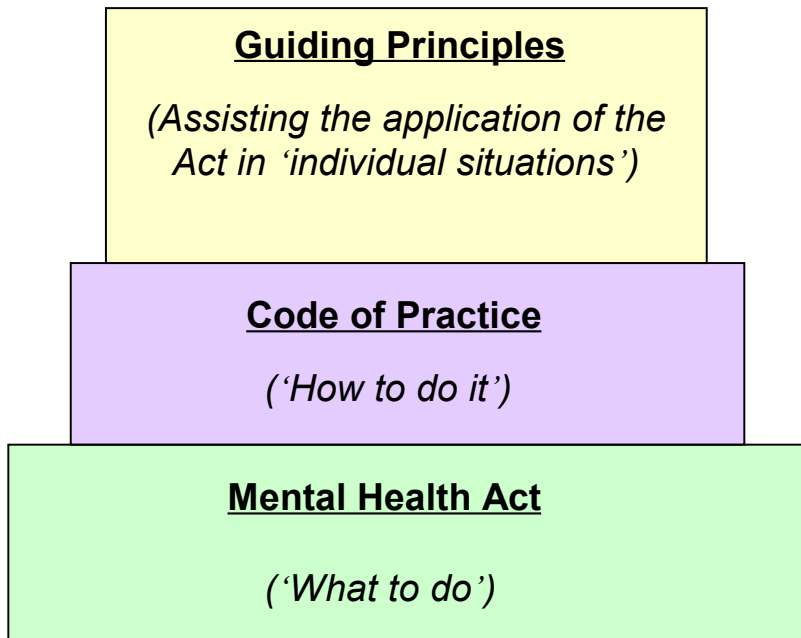 Guiding Principles
(Assisting the application of the
Act in ‘individual situations’)
Code of Practice
(‘How to do it’)
Mental Health Act
(‘What to do’)